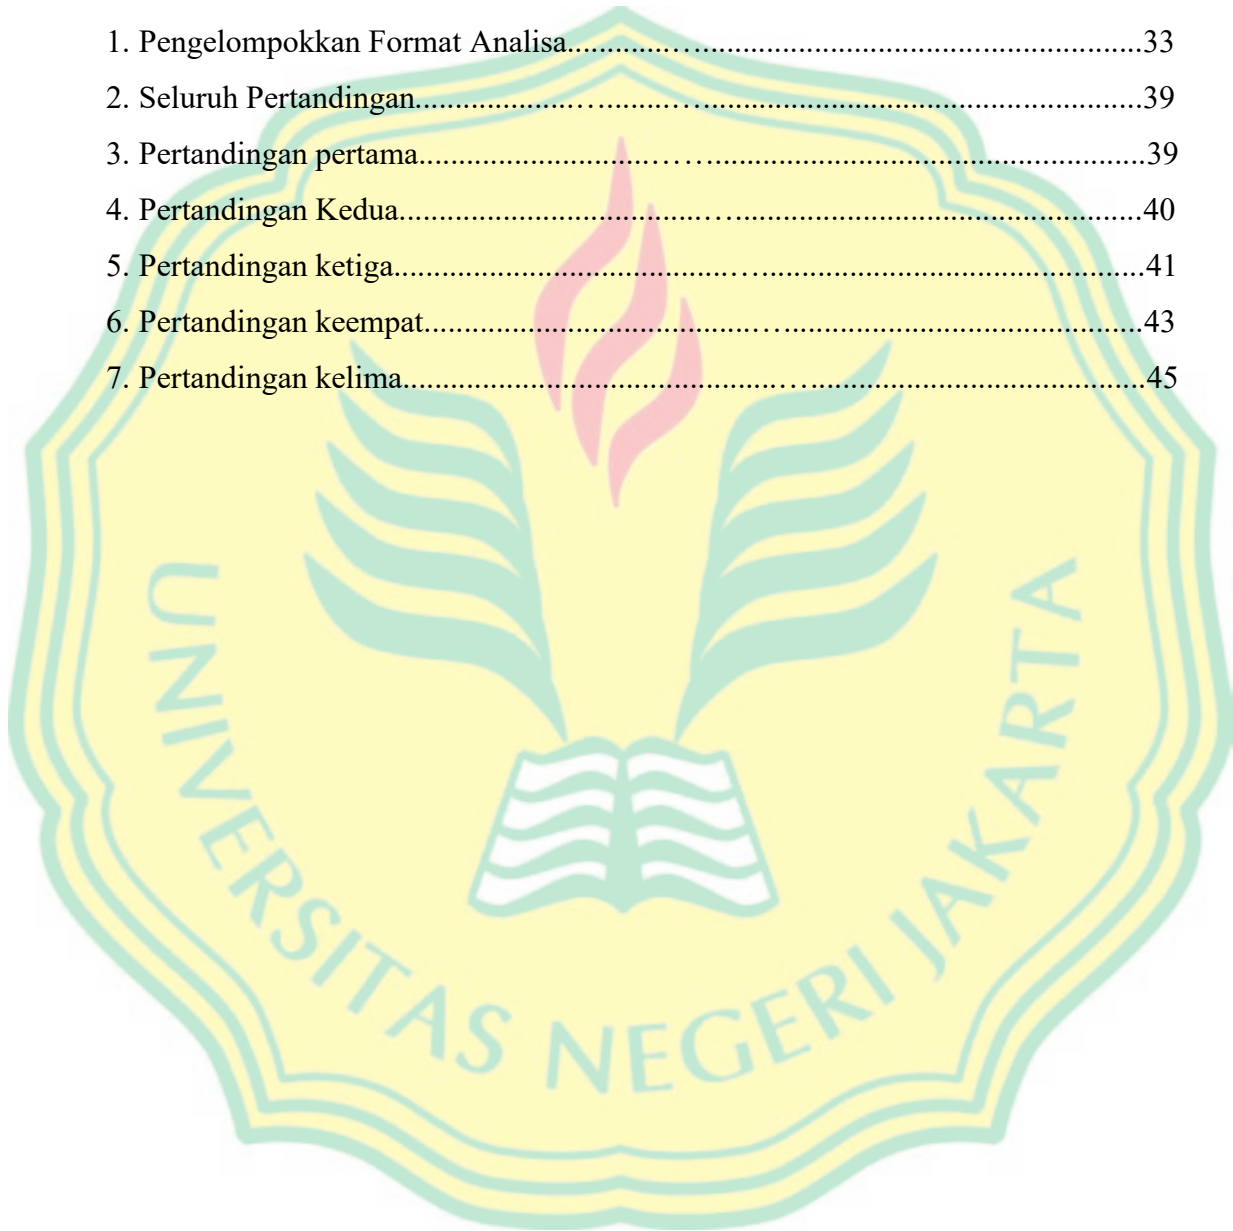 1. Pengelompokkan Format Analisa..................................................................33
2. Seluruh Pertandingan..................................................................39
3. Pertandingan pertama..................................................................39
4. Pertandingan Kedua..................................................................40
5. Pertandingan ketiga..................................................................41
6. Pertandingan keempat..................................................................43
7. Pertandingan kelima..................................................................45
UNIVERSITAS NEGERI JAKARTA